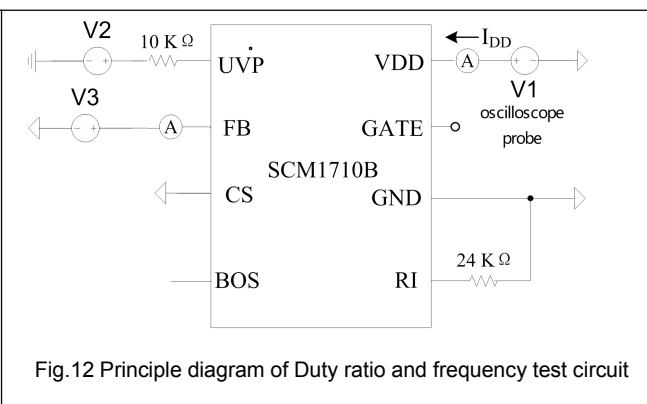 V2
10 K Ω
UVP
VDD
I_DD
A
V1
oscilloscope
probe
V3
A
FB
GATE
SCM1710B
CS
GND
24 K Ω
BOS
RI
Fig.12 Principle diagram of Duty ratio and frequency test circuit